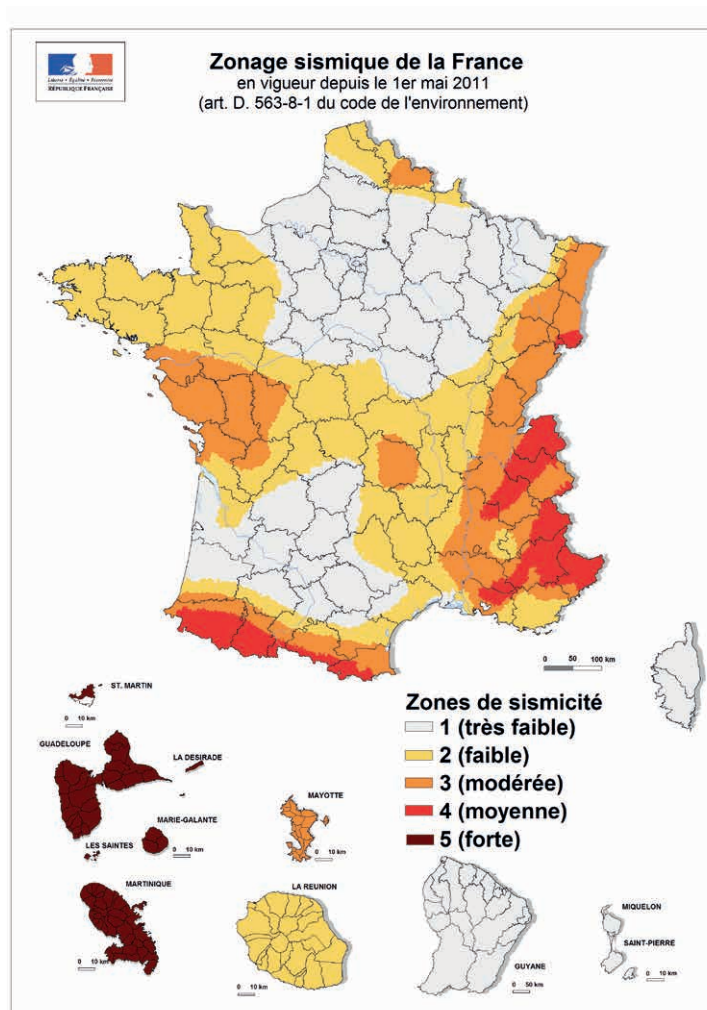 Liberté • Égalité • Fraternité
RÉPUBLIQUE FRANÇAISE
Zonage sismique de la France
en vigueur depuis le 1er mai 2011
(art. D. 563-8-1 du code de l'environnement)
0 50 100 km
ST. MARTIN
0 10 km
GUADELOUPE
LA DESIRADE
MARIE-GALANTE
0 10 km
LES SAINTES
MARTINIQUE
0 10 km
MAYOTTE
0 10 km
LA REUNION
0 10 km
Zones de sismicité
1 (très faible)
2 (faible)
3 (modérée)
4 (moyenne)
5 (forte)
GUYANE
0 50 km
MIQUELON
SAINT-PIERRE
0 10 km